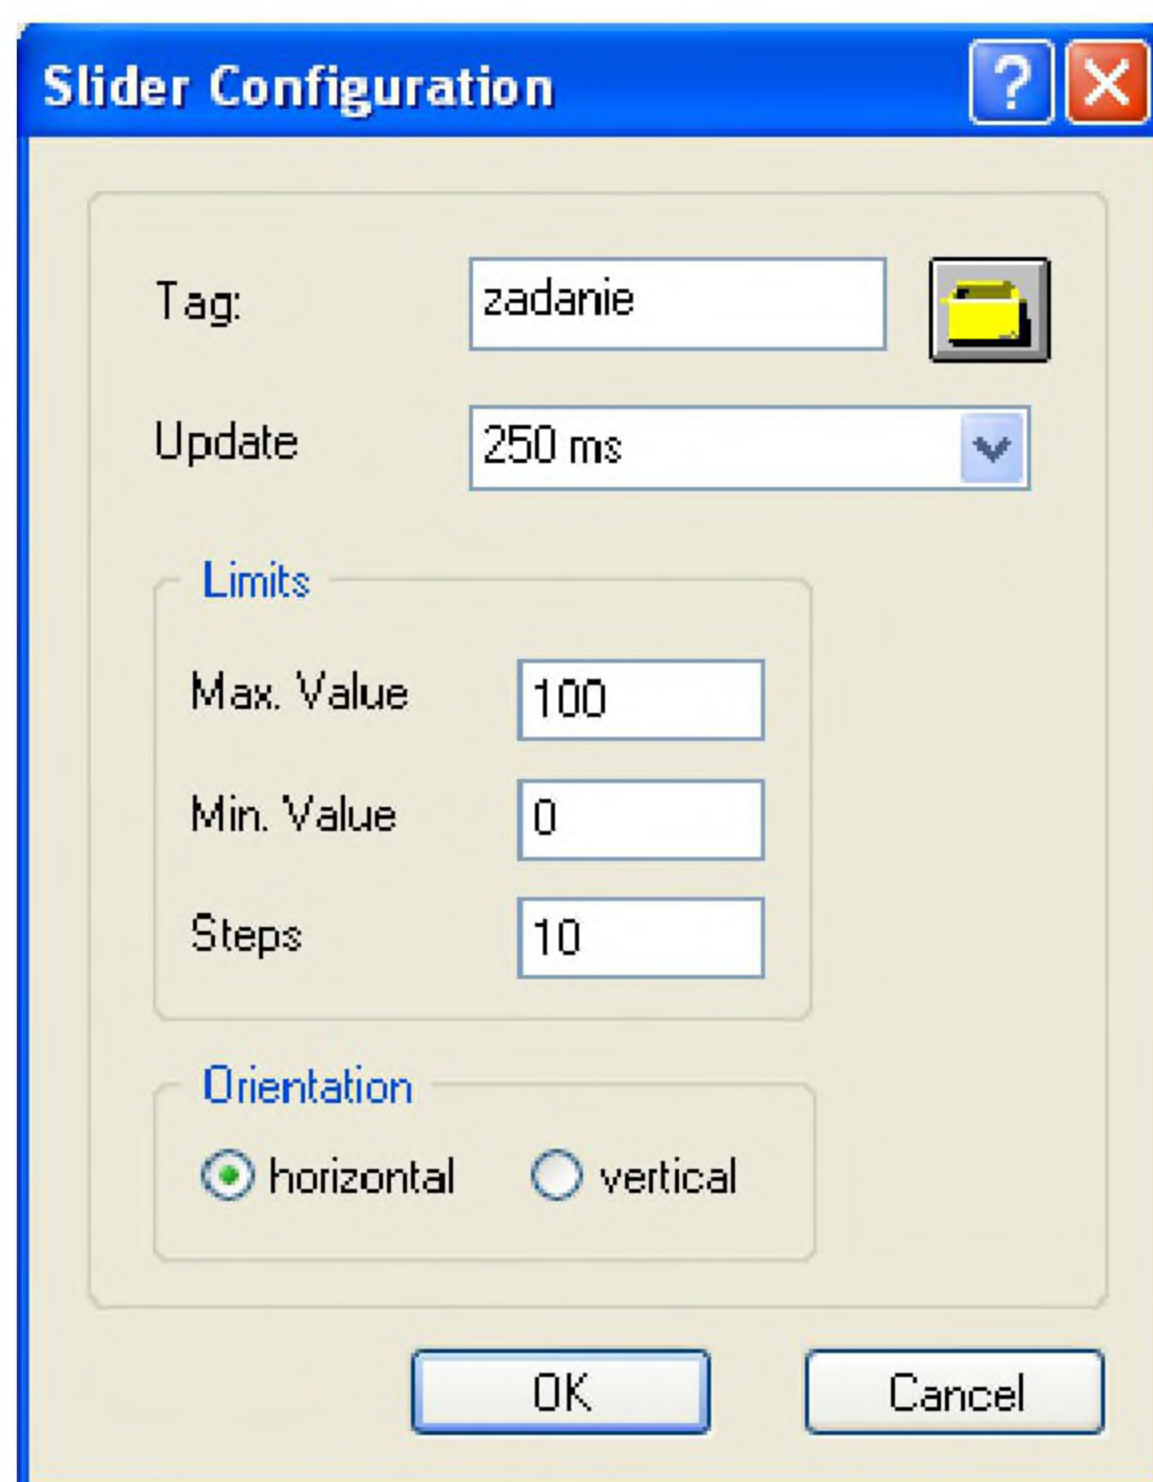 Slider Configuration
Tag: zadanie
Update 250 ms
Limits
Max. Value 100
Min. Value 0
Steps 10
Orientation
horizontal vertical
OK Cancel